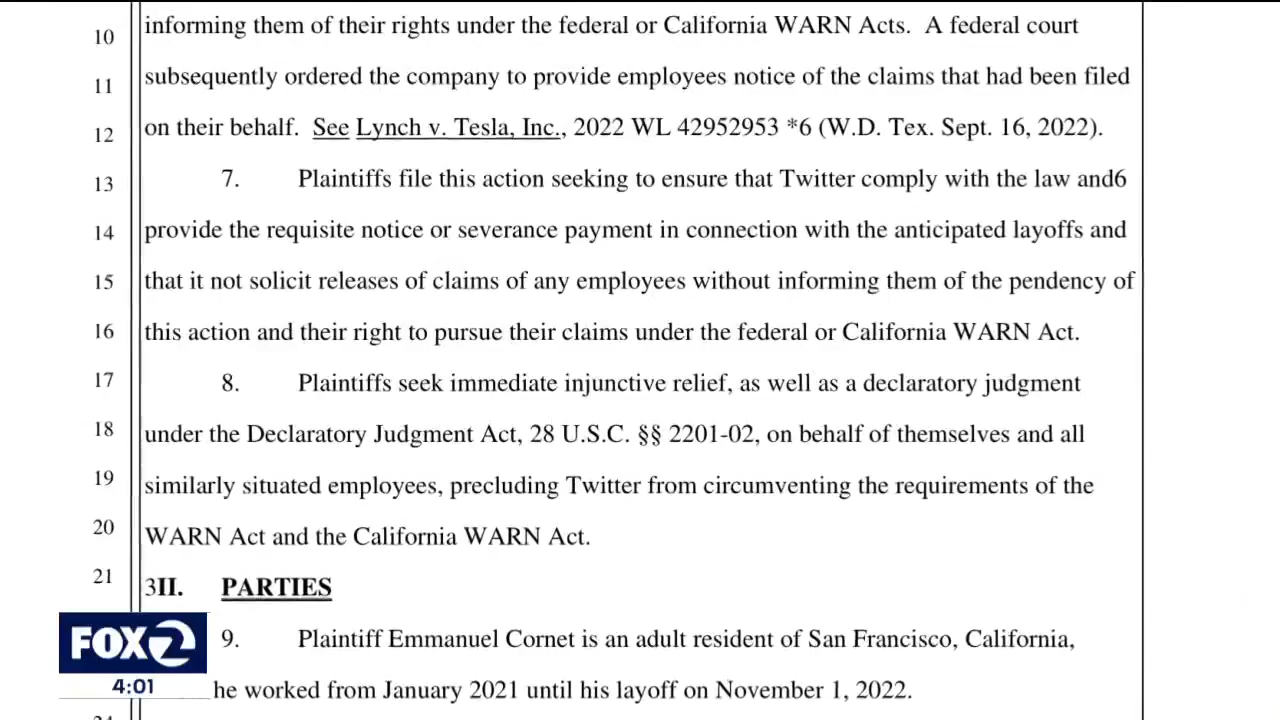 10 informing them of their rights under the federal or California WARN Acts. A federal court
11 subsequently ordered the company to provide employees notice of the claims that had been filed
12 on their behalf. See Lynch v. Tesla, Inc., 2022 WL 42952953 *6 (W.D. Tex. Sept. 16, 2022).
13 7. Plaintiffs file this action seeking to ensure that Twitter comply with the law and6
14 provide the requisite notice or severance payment in connection with the anticipated layoffs and
15 that it not solicit releases of claims of any employees without informing them of the pendency of
16 this action and their right to pursue their claims under the federal or California WARN Act.
17 8. Plaintiffs seek immediate injunctive relief, as well as a declaratory judgment
18 under the Declaratory Judgment Act, 28 U.S.C. §§ 2201-02, on behalf of themselves and all
19 similarly situated employees, precluding Twitter from circumventing the requirements of the
20 WARN Act and the California WARN Act.
21 3II. PARTIES
9. Plaintiff Emmanuel Cornet is an adult resident of San Francisco, California,
he worked from January 2021 until his layoff on November 1, 2022.
FOX 2
4:01